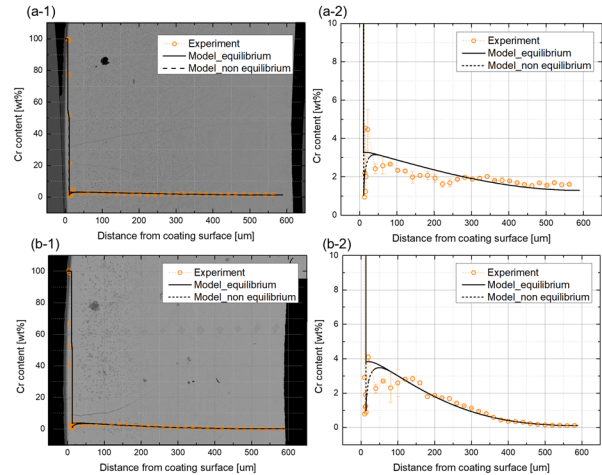 (a-1)
Cr content [wt%]
100
80
60
40
20
0
Experiment
Model_equilibrium
Model_non equilibrium
0 100 200 300 400 500 600
Distance from coating surface [um]
(a-2)
Cr content [wt%]
10
8
6
4
2
0
Experiment
Model_equilibrium
Model_non equilibrium
0 100 200 300 400 500 600
Distance from coating surface [um]
(b-1)
Cr content [wt%]
100
80
60
40
20
0
Experiment
Model_equilibrium
Model_non equilibrium
0 100 200 300 400 500 600
Distance from coating surface [um]
(b-2)
Cr content [wt%]
10
8
6
4
2
0
Experiment
Model_equilibrium
Model_non equilibrium
0 100 200 300 400 500 600
Distance from coating surface [um]